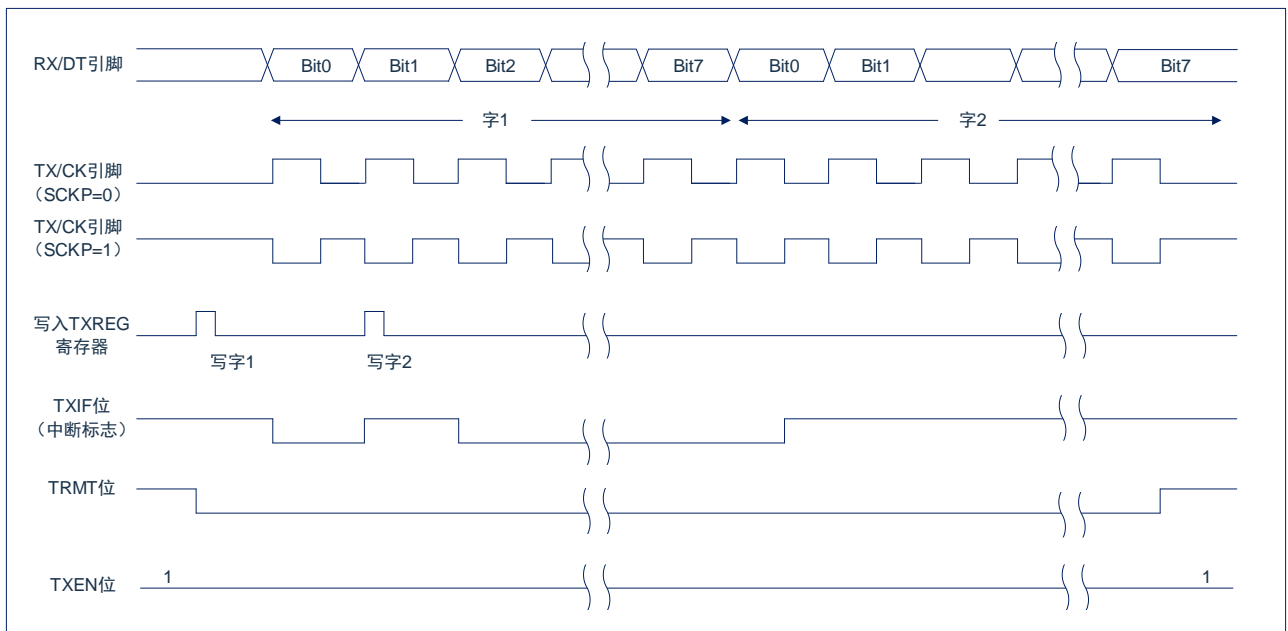 RX/DT引脚
Bit0
Bit1
Bit2
Bit7
Bit0
Bit1
Bit7
字1
字2
TX/CK引脚
（SCKP=0）
TX/CK引脚
（SCKP=1）
写入TXREG
寄存器
写字1
写字2
TXIF位
（中断标志）
TRMT位
TXEN位
1
1